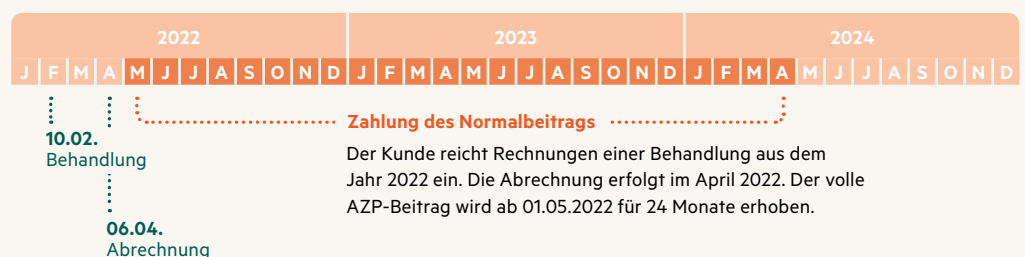 2022 2023 2024
J F M A M J J A S O N D J F M A M J J A S O N D J F M A M J J A S O N D
10.02.
Behandlung
06.04.
Abrechnung
Zahlung des Normalbeitrags
Der Kunde reicht Rechnungen einer Behandlung aus dem
Jahr 2022 ein. Die Abrechnung erfolgt im April 2022. Der volle
AZP-Beitrag wird ab 01.05.2022 für 24 Monate erhoben.